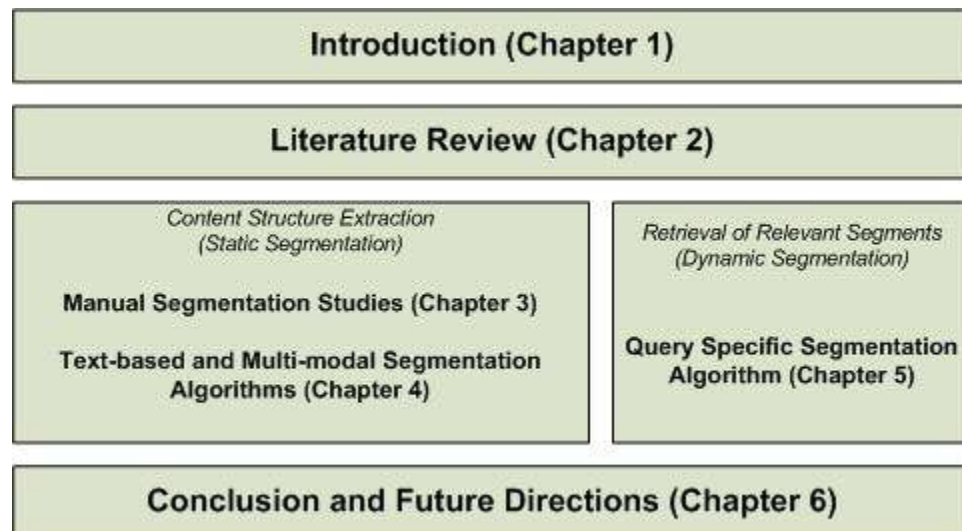 Introduction (Chapter 1)
Literature Review (Chapter 2)
Content Structure Extraction
(Static Segmentation)
Manual Segmentation Studies (Chapter 3)
Text-based and Multi-modal Segmentation
Algorithms (Chapter 4)
Retrieval of Relevant Segments
(Dynamic Segmentation)
Query Specific Segmentation
Algorithm (Chapter 5)
Conclusion and Future Directions (Chapter 6)